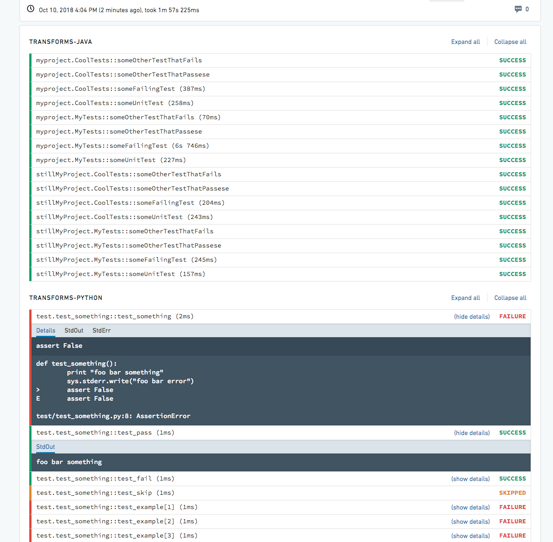 Oct 10, 2018 4:04 PM (2 minutes ago), took 1m 57s 225ms 0
TRANSFORMS-JAVA Expand all Collapse all
myproject.CoolTests::someOtherTestThatFails SUCCESS
myproject.CoolTests::someOtherTestThatPassese SUCCESS
myproject.CoolTests::someFailingTest (387ms) SUCCESS
myproject.CoolTests::someUnitTest (258ms) SUCCESS
myproject.MyTests::someOtherTestThatFails (70ms) SUCCESS
myproject.MyTests::someOtherTestThatPassese SUCCESS
myproject.MyTests::someFailingTest (6s 746ms) SUCCESS
myproject.MyTests::someUnitTest (227ms) SUCCESS
stillMyProject.CoolTests::someOtherTestThatFails SUCCESS
stillMyProject.CoolTests::someOtherTestThatPassese SUCCESS
stillMyProject.CoolTests::someFailingTest (204ms) SUCCESS
stillMyProject.CoolTests::someUnitTest (243ms) SUCCESS
stillMyProject.MyTests::someOtherTestThatFails SUCCESS
stillMyProject.MyTests::someOtherTestThatPassese SUCCESS
stillMyProject.MyTests::someFailingTest (245ms) SUCCESS
stillMyProject.MyTests::someUnitTest (157ms) SUCCESS
TRANSFORMS-PYTHON Expand all Collapse all
test.test_something::test_something (2ms) (hide details) FAILURE
Details StdOut StdErr
assert False
def test_something():
print "foo bar something"
sys.stderr.write("foo bar error")
> assert False
E assert False
test/test_something.py:8: AssertionError
test.test_something::test_pass (1ms) (hide details) SUCCESS
StdOut
foo bar something
test.test_something::test_fail (1ms) (show details) SUCCESS
test.test_something::test_skip (1ms) SKIPPED
test.test_something::test_example[1] (1ms) (show details) FAILURE
test.test_something::test_example[2] (1ms) (show details) FAILURE
test.test_something::test_example[3] (1ms) (show details) FAILURE